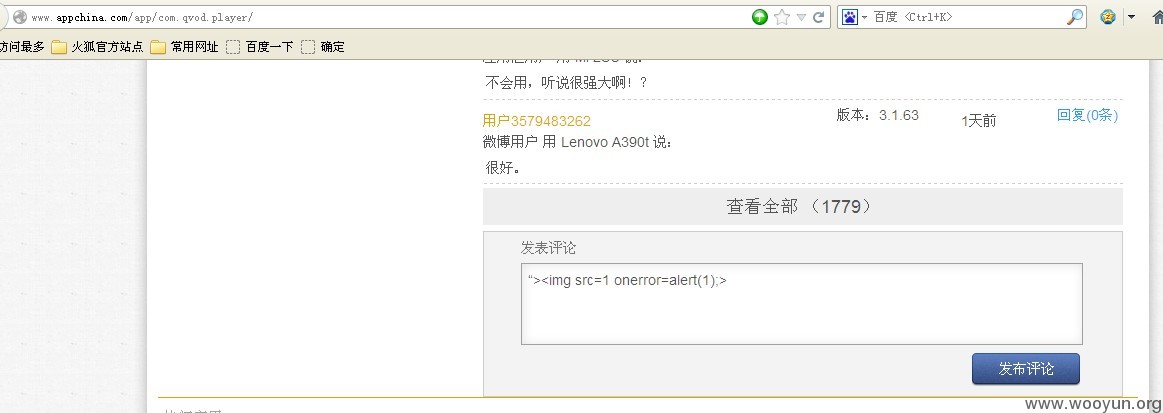 www.appchina.com/app/com.qvod.player/
百度 <Ctrl+K>
访问最多 火狐官方站点 常用网址 百度一下 确定
不会用，听说很强大啊！？
用户3579483262 版本：3.1.63 1天前 回复(0条)
微博用户 用 Lenovo A390t 说：
很好。
查看全部 （1779）
发表评论
“><img src=1 onerror=alert(1);>
发布评论
www.wooyun.org